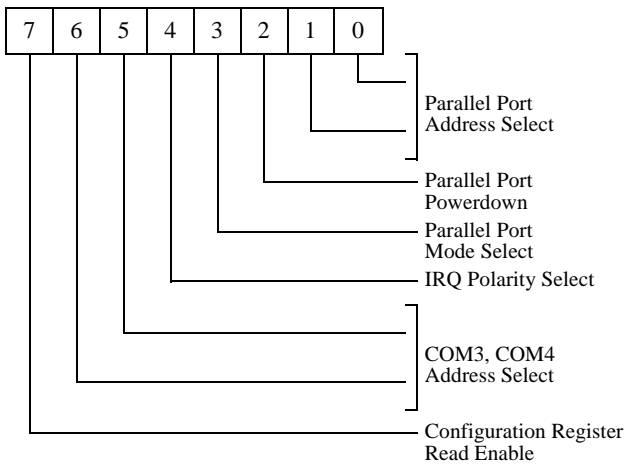 7 6 5 4 3 2 1 0
Parallel Port
Address Select
Parallel Port
Powerdown
Parallel Port
Mode Select
IRQ Polarity Select
COM3, COM4
Address Select
Configuration Register
Read Enable